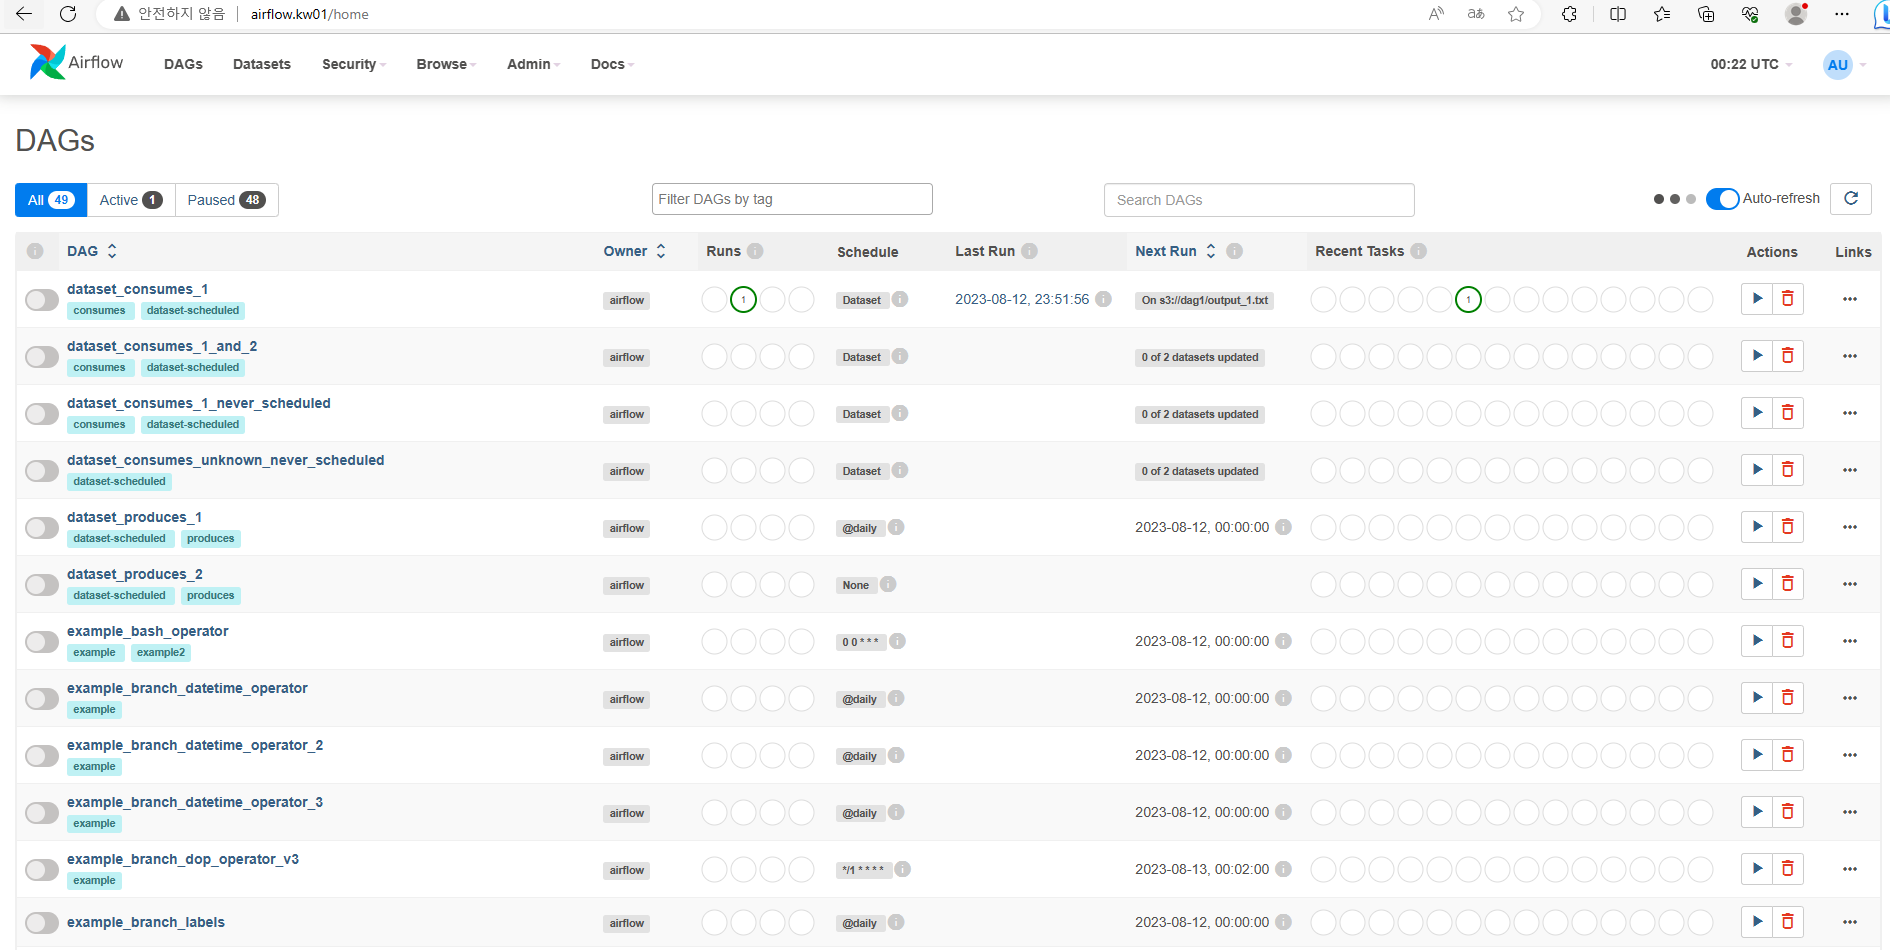 안전하지 않음 airflow.kw01/home
Airflow DAGs Datasets Security Browse Admin Docs 00:22 UTC AU
DAGs
All 49 Active 1 Paused 48 Filter DAGs by tag Search DAGs Auto-refresh
DAG Owner Runs Schedule Last Run Next Run Recent Tasks Actions Links
dataset_consumes_1
consumes dataset-scheduled airflow 1 Dataset 2023-08-12, 23:51:56 On s3://dag1/output_1.txt 1
dataset_consumes_1_and_2
consumes dataset-scheduled airflow Dataset 0 of 2 datasets updated
dataset_consumes_1_never_scheduled
consumes dataset-scheduled airflow Dataset 0 of 2 datasets updated
dataset_consumes_unknown_never_scheduled
dataset-scheduled airflow Dataset 0 of 2 datasets updated
dataset_produces_1
dataset-scheduled produces airflow @daily 2023-08-12, 00:00:00
dataset_produces_2
dataset-scheduled produces airflow None
example_bash_operator
example example2 airflow 0 0 * * * 2023-08-12, 00:00:00
example_branch_datetime_operator
example airflow @daily 2023-08-12, 00:00:00
example_branch_datetime_operator_2
example airflow @daily 2023-08-12, 00:00:00
example_branch_datetime_operator_3
example airflow @daily 2023-08-12, 00:00:00
example_branch_dop_operator_v3
example airflow */1 * * * * 2023-08-13, 00:02:00
example_branch_labels airflow @daily 2023-08-12, 00:00:00